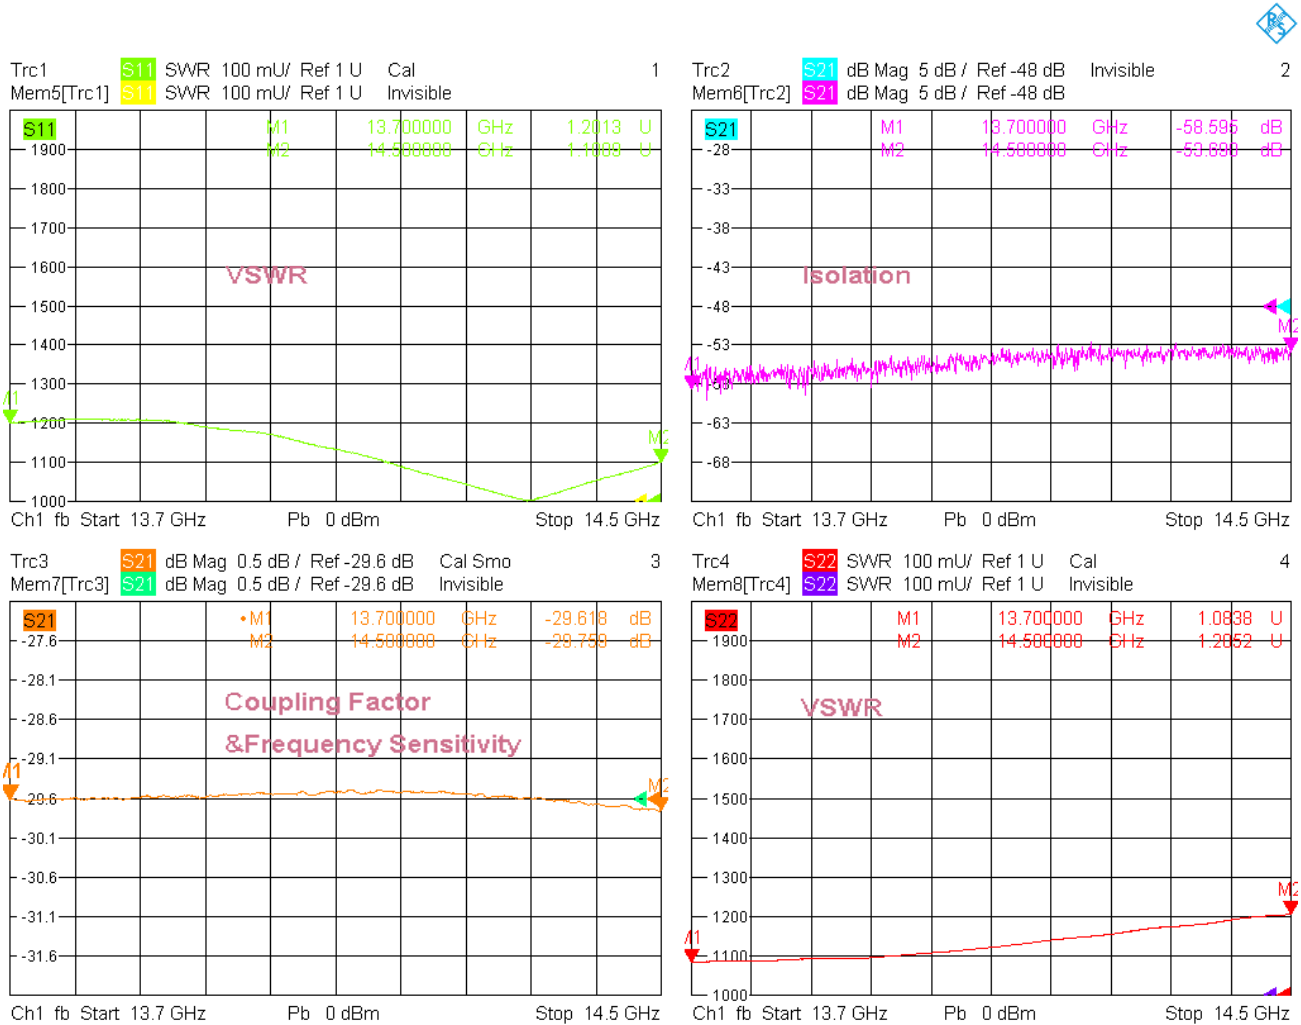 R&S
Trc1 S11 SWR 100 mU/ Ref 1 U Cal 1
Mem5[Trc1] S11 SWR 100 mU/ Ref 1 U Invisible
S11 M1 13.700000 GHz 1.2013 U
1900 M2 14.500000 GHz U
1800
1700
1600 VSWR
1500
1400
1300
M1
1200
M2
1100
1000
Ch1 fb Start 13.7 GHz Pb 0 dBm Stop 14.5 GHz
Trc2 S21 dB Mag 5 dB / Ref -48 dB Invisible 2
Mem6[Trc2] S21 dB Mag 5 dB / Ref -48 dB
S21 M1 13.700000 GHz -58.595 dB
-28 M2 14.500000 GHz dB
-33
-38
-43 Isolation
-48
M2
-53
M1
-58
-63
-68
Ch1 fb Start 13.7 GHz Pb 0 dBm Stop 14.5 GHz
Trc3 S21 dB Mag 0.5 dB / Ref -29.6 dB Cal Smo 3
Mem7[Trc3] S21 dB Mag 0.5 dB / Ref -29.6 dB Invisible
S21 •M1 13.700000 GHz -29.618 dB
-27.6 M2 14.500000 GHz dB
-28.1
Coupling Factor
-28.6
&Frequency Sensitivity
-29.1
M1 M2
-29.6
-30.1
-30.6
-31.1
-31.6
Ch1 fb Start 13.7 GHz Pb 0 dBm Stop 14.5 GHz
Trc4 S22 SWR 100 mU/ Ref 1 U Cal 4
Mem8[Trc4] S22 SWR 100 mU/ Ref 1 U Invisible
S22 M1 13.700000 GHz 1.0838 U
1900 M2 14.500000 GHz 1.2052 U
1800
1700 VSWR
1600
1500
1400
1300
M2
1200
M1
1100
1000
Ch1 fb Start 13.7 GHz Pb 0 dBm Stop 14.5 GHz